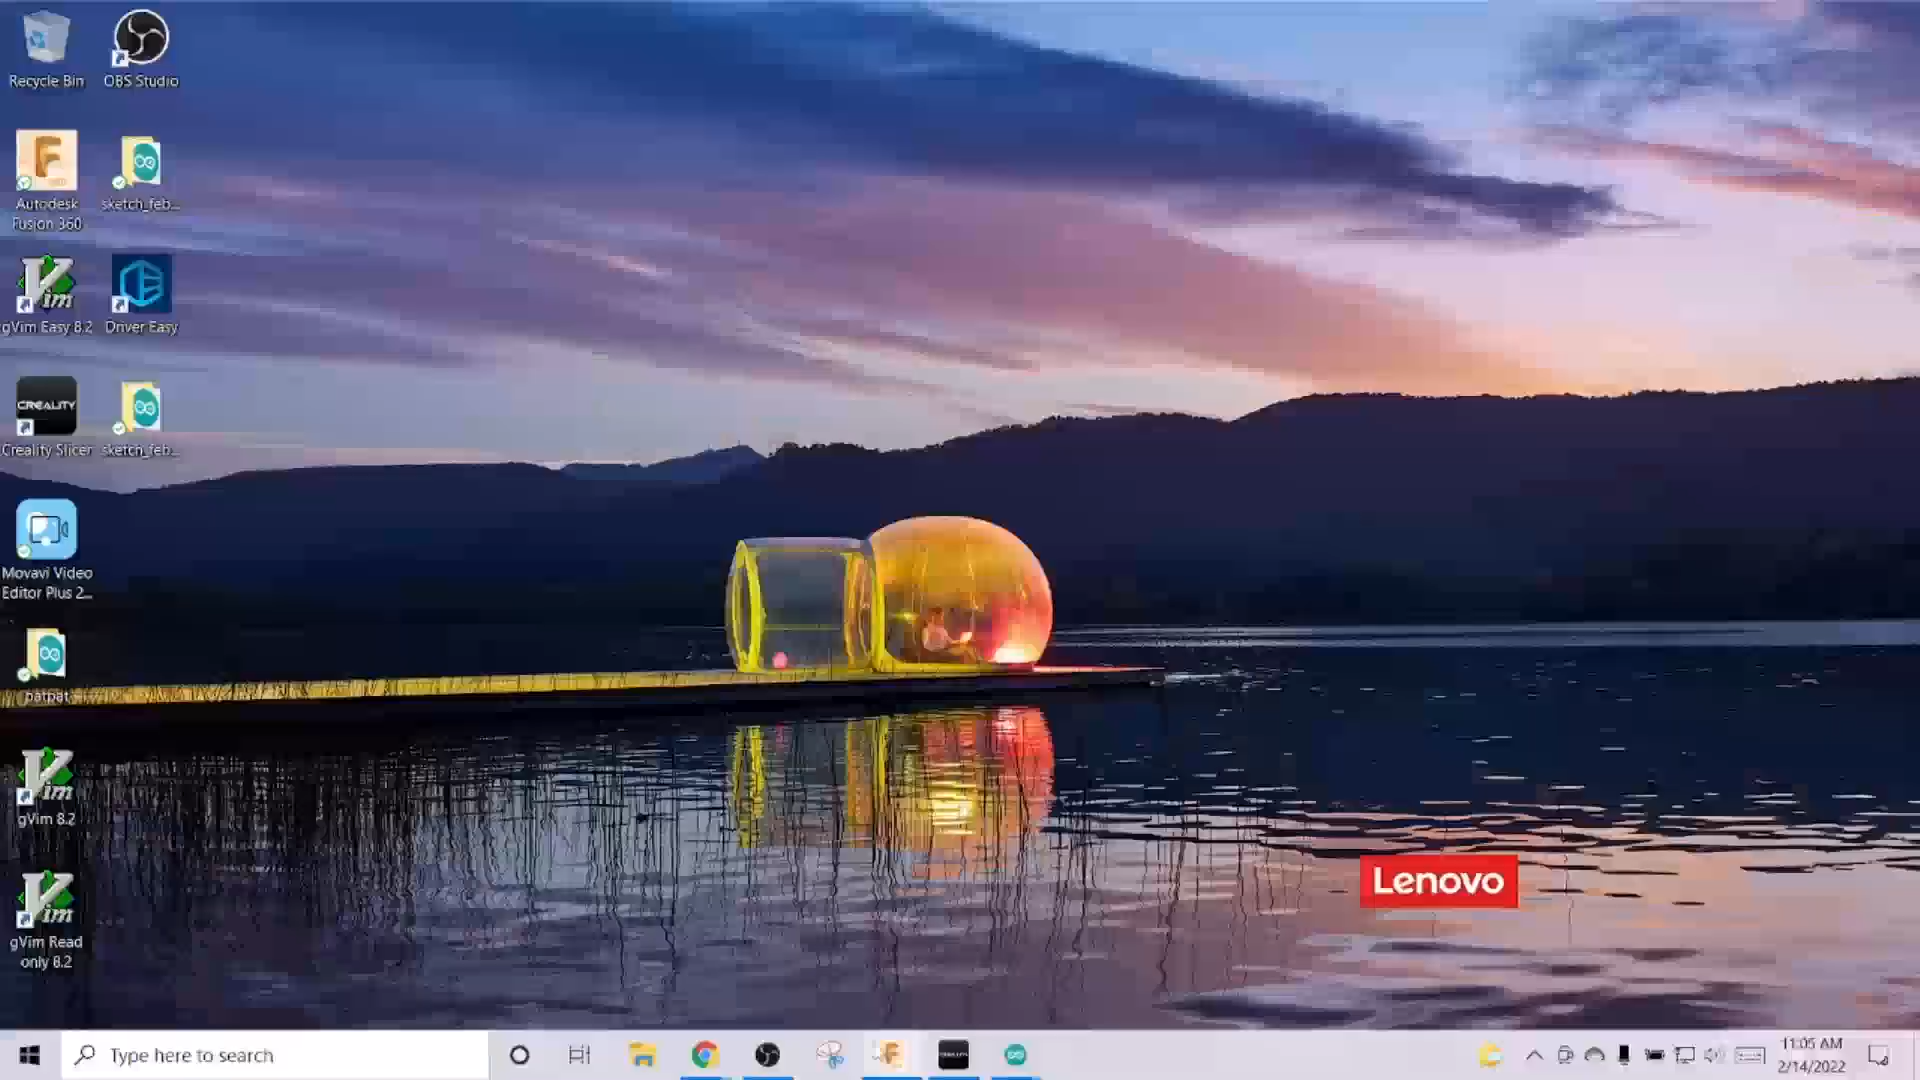 Recycle Bin
OBS Studio
Autodesk
Fusion 360
sketch_feb...
gVim Easy 8.2
Driver Easy
CREALITY
Creality Slicer
sketch_feb...
Movavi Video
Editor Plus 2...
batpat
gVim 8.2
gVim Read
only 8.2
Lenovo
Type here to search
11:05 AM
2/14/2022